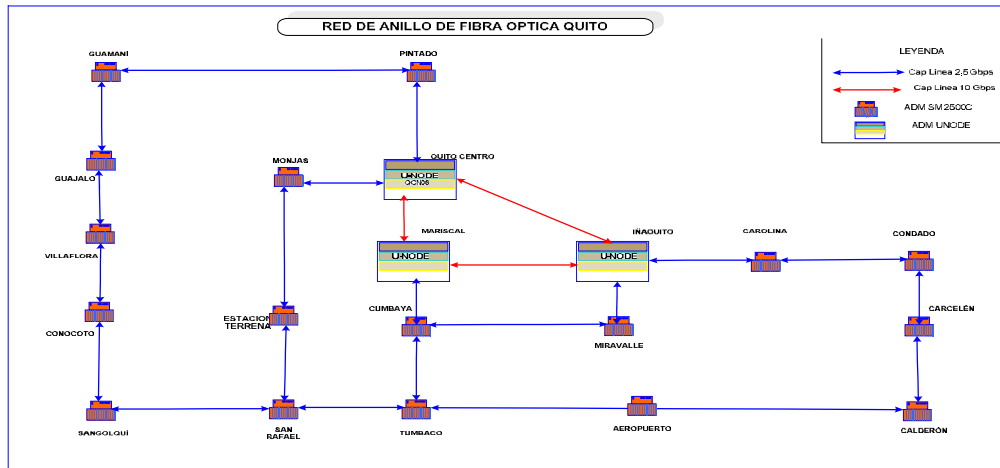 RED DE ANILLO DE FIBRA OPTICA QUITO
GUAMANÍ
PINTADO
LEYENDA
Cap Linea 2,5 Gbps
Cap Linea 10 Gbps
ADM SM2500C
ADM UNODE
GUAJALO
MONJAS
QUITO CENTRO
U-NODE
QCN08
MARISCAL
U-NODE
IÑAQUITO
U-NODE
CAROLINA
CONDADO
VILLAFLORA
CONOCOTO
ESTACION
TERRENA
CUMBAYA
MIRAVALLE
CARCELÉN
SANGOLQUÍ
SAN
RAFAEL
TUMBACO
AEROPUERTO
CALDERÓN